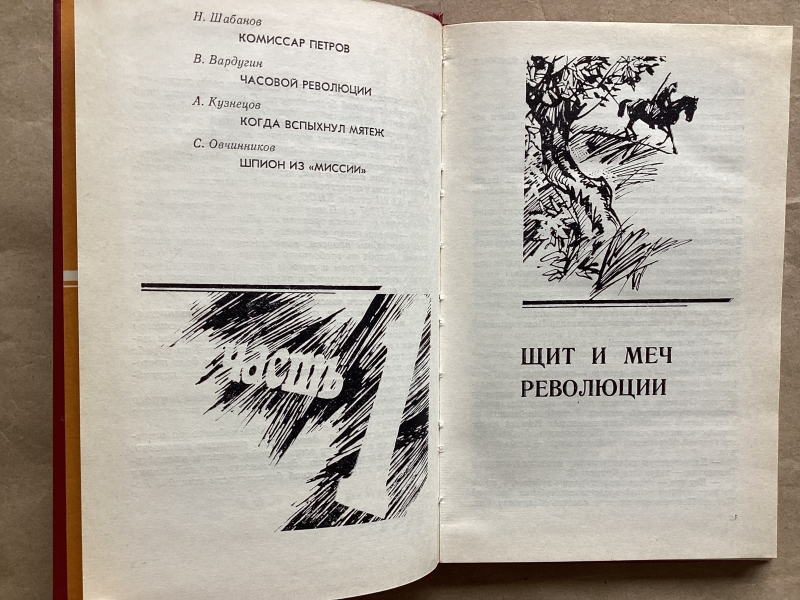 Н. Шабанов
КОМИССАР ПЕТРОВ
В. Вардугин
ЧАСОВОЙ РЕВОЛЮЦИИ
А. Кузнецов
КОГДА ВСПЫХНУЛ МЯТЕЖ
С. Овчинников
ШПИОН ИЗ «МИССИИ»
часть 1
ЩИТ И МЕЧ
РЕВОЛЮЦИИ